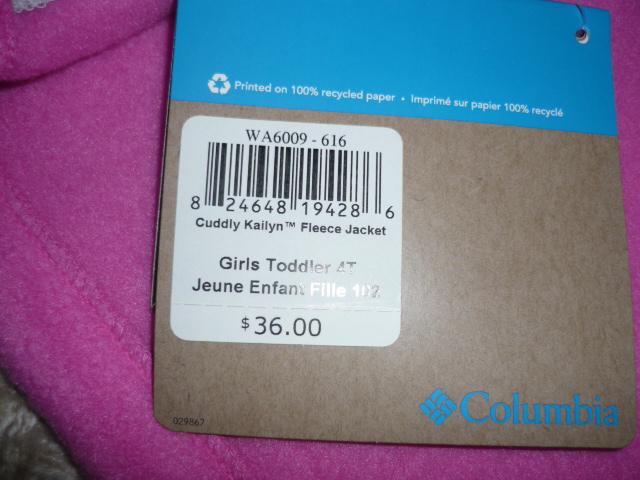 Printed on 100% recycled paper • Imprimé sur papier 100% recyclé
WA6009 - 616
8 24648 19428 6
Cuddly Kailyn™ Fleece Jacket
Girls Toddler 4T
Jeune Enfant Fille 102
$36.00
Columbia
029867